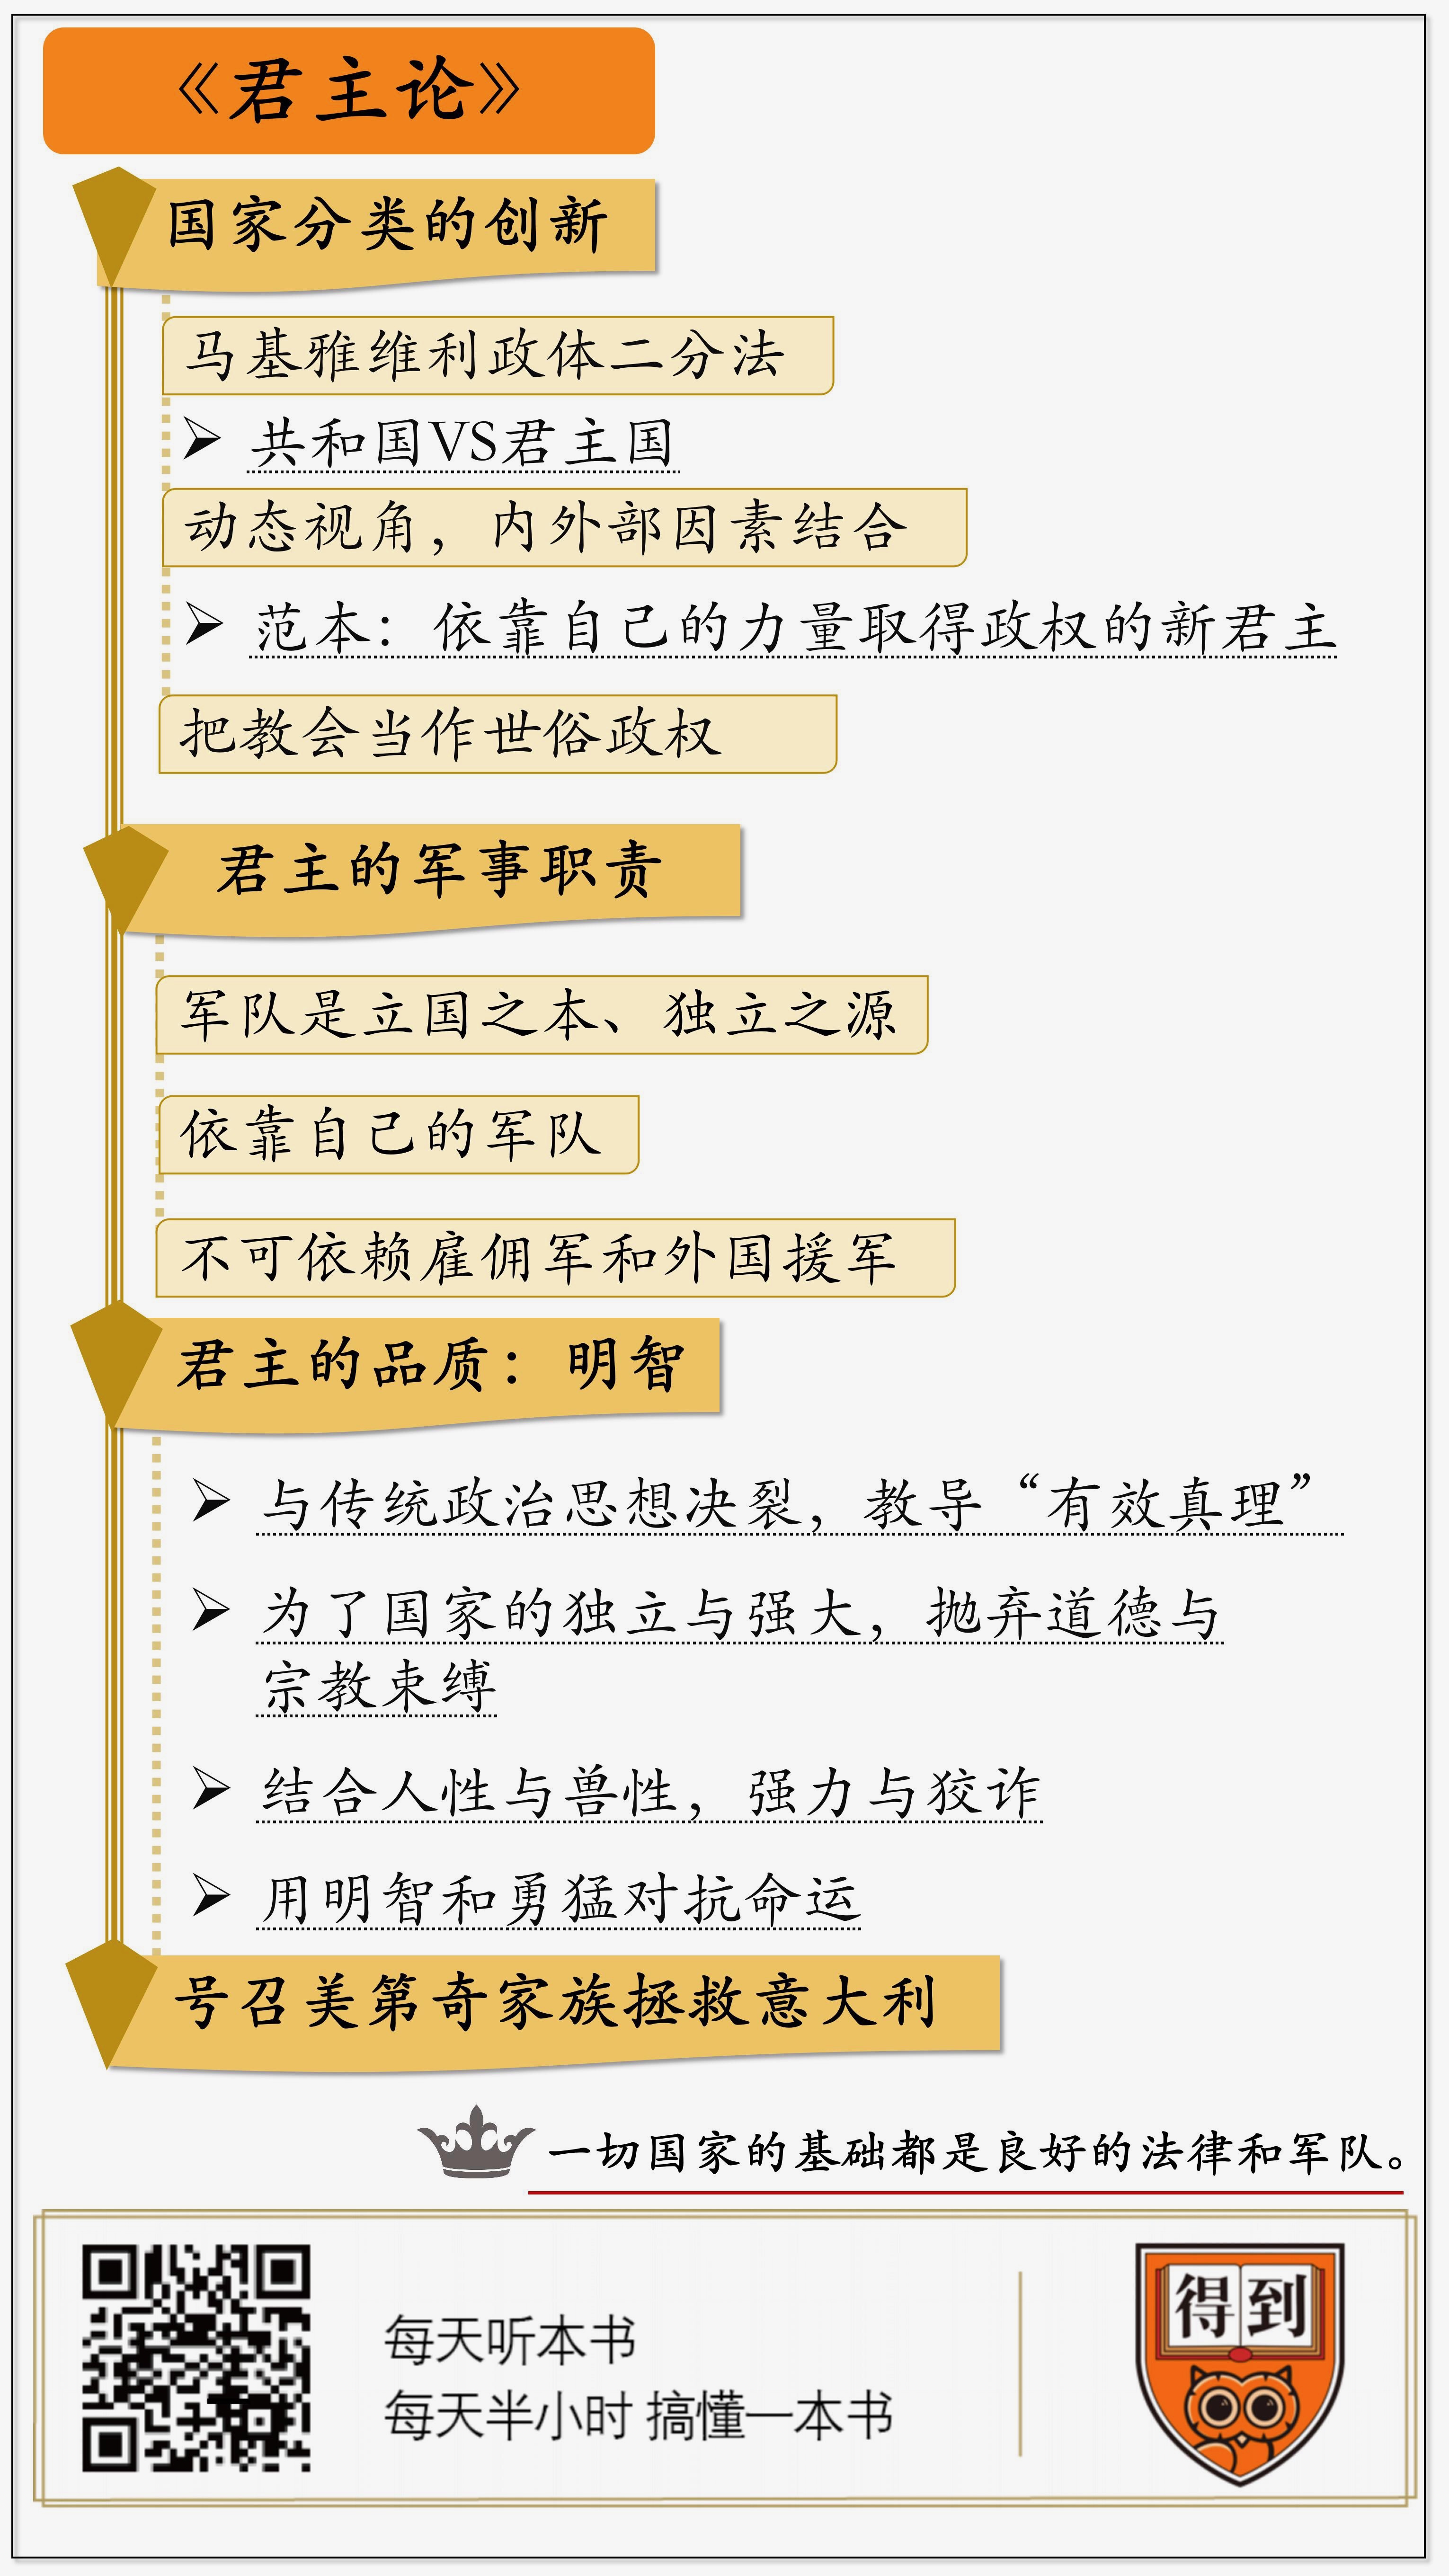 《君主论》
国家分类的创新
马基雅维利政体二分法
共和国VS君主国
动态视角，内外部因素结合
范本：依靠自己的力量取得政权的新君主
把教会当作世俗政权
君主的军事职责
军队是立国之本、独立之源
依靠自己的军队
不可依赖雇佣军和外国援军
君主的品质：明智
与传统政治思想决裂，教导“有效真理”
为了国家的独立与强大，抛弃道德与
宗教束缚
结合人性与兽性，强力与狡诈
用明智和勇猛对抗命运
号召美第奇家族拯救意大利
一切国家的基础都是良好的法律和军队。
每天听本书
每天半小时 搞懂一本书
得到